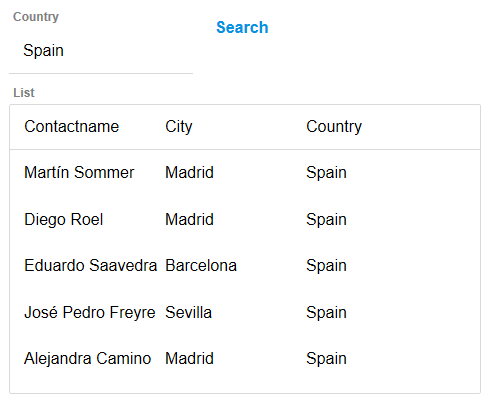 Country
Search
Spain
List
Contactname City Country
Martín Sommer Madrid Spain
Diego Roel Madrid Spain
Eduardo Saavedra Barcelona Spain
José Pedro Freyre Sevilla Spain
Alejandra Camino Madrid Spain